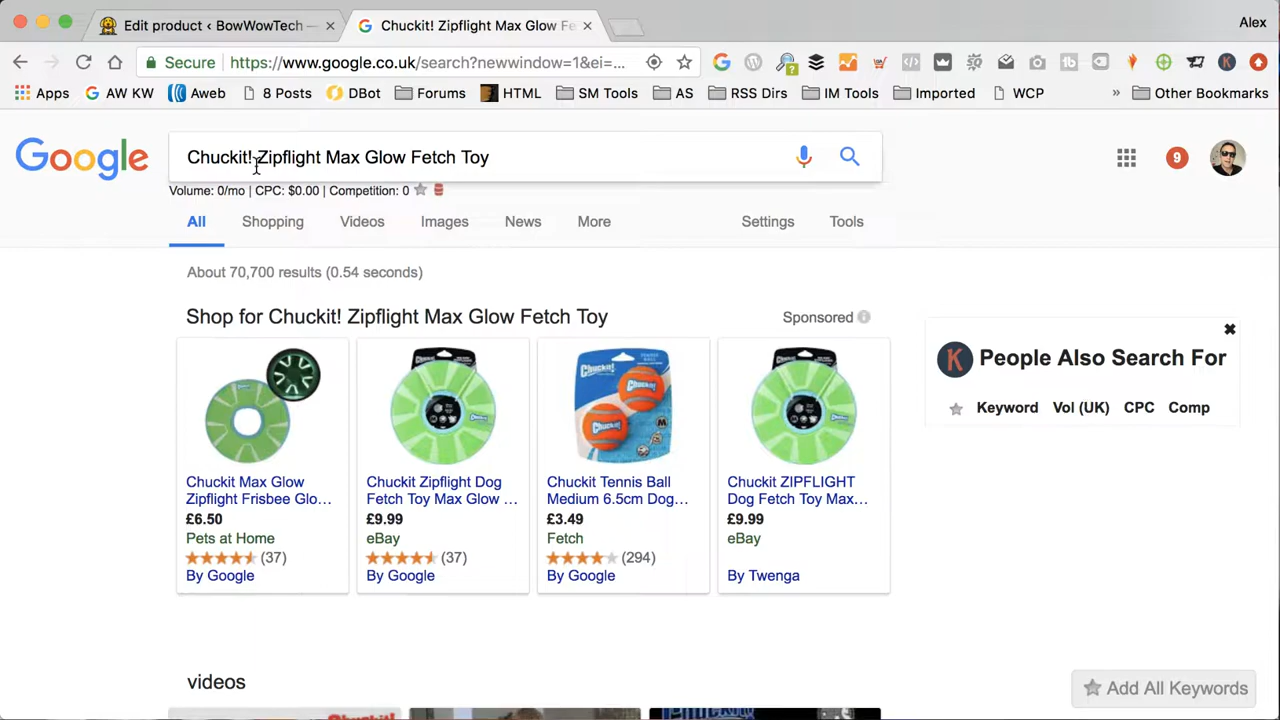 Edit product ‹ BowWowTech —
Chuckit! Zipflight Max Glow Fe
Alex
Secure https://www.google.co.uk/search?newwindow=1&ei=...
Apps AW KW Aweb 8 Posts DBot Forums HTML SM Tools AS RSS Dirs IM Tools Imported WCP » Other Bookmarks
Google
Chuckit! Zipflight Max Glow Fetch Toy
9
Volume: 0/mo | CPC: $0.00 | Competition: 0
All Shopping Videos Images News More Settings Tools
About 70,700 results (0.54 seconds)
Shop for Chuckit! Zipflight Max Glow Fetch Toy
Sponsored
Chuckit Max Glow
Zipflight Frisbee Glo...
£6.50
Pets at Home
(37)
By Google
Chuckit Zipflight Dog
Fetch Toy Max Glow ...
£9.99
eBay
(37)
By Google
Chuckit!
Chuckit Tennis Ball
Medium 6.5cm Dog...
£3.49
Fetch
(294)
By Google
Chuckit ZIPFLIGHT
Dog Fetch Toy Max...
£9.99
eBay
By Twenga
K People Also Search For
Keyword Vol (UK) CPC Comp
videos
Add All Keywords